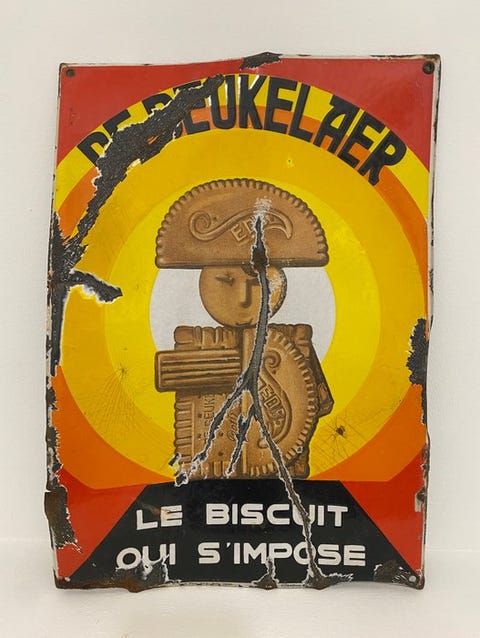 DE BEUKELAER
LE BISCUIT
QUI S'IMPOSE